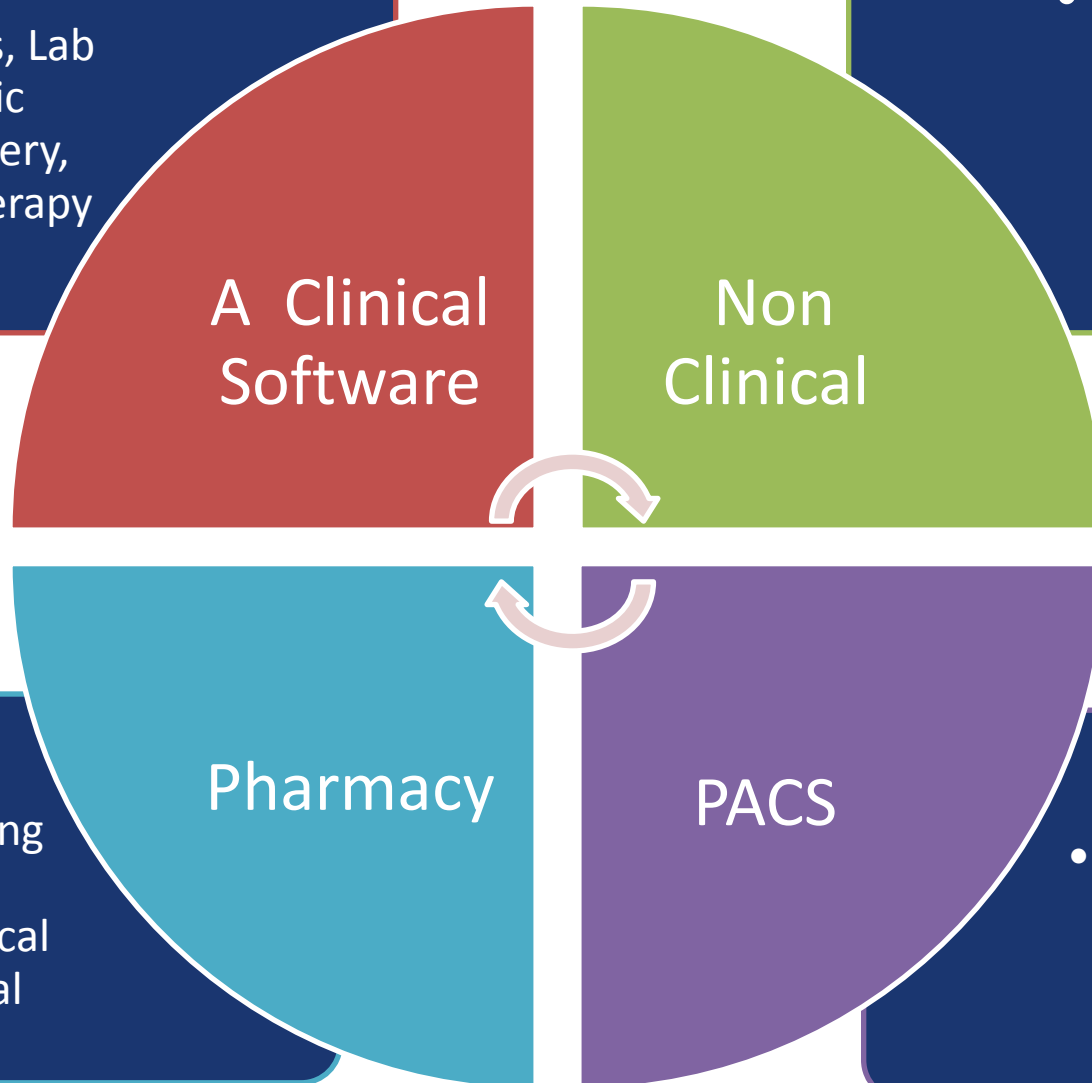 s, Lab
ic
ery,
erapy
A Clinical
Software
Non
Clinical
Pharmacy
PACS
ng
cal
al